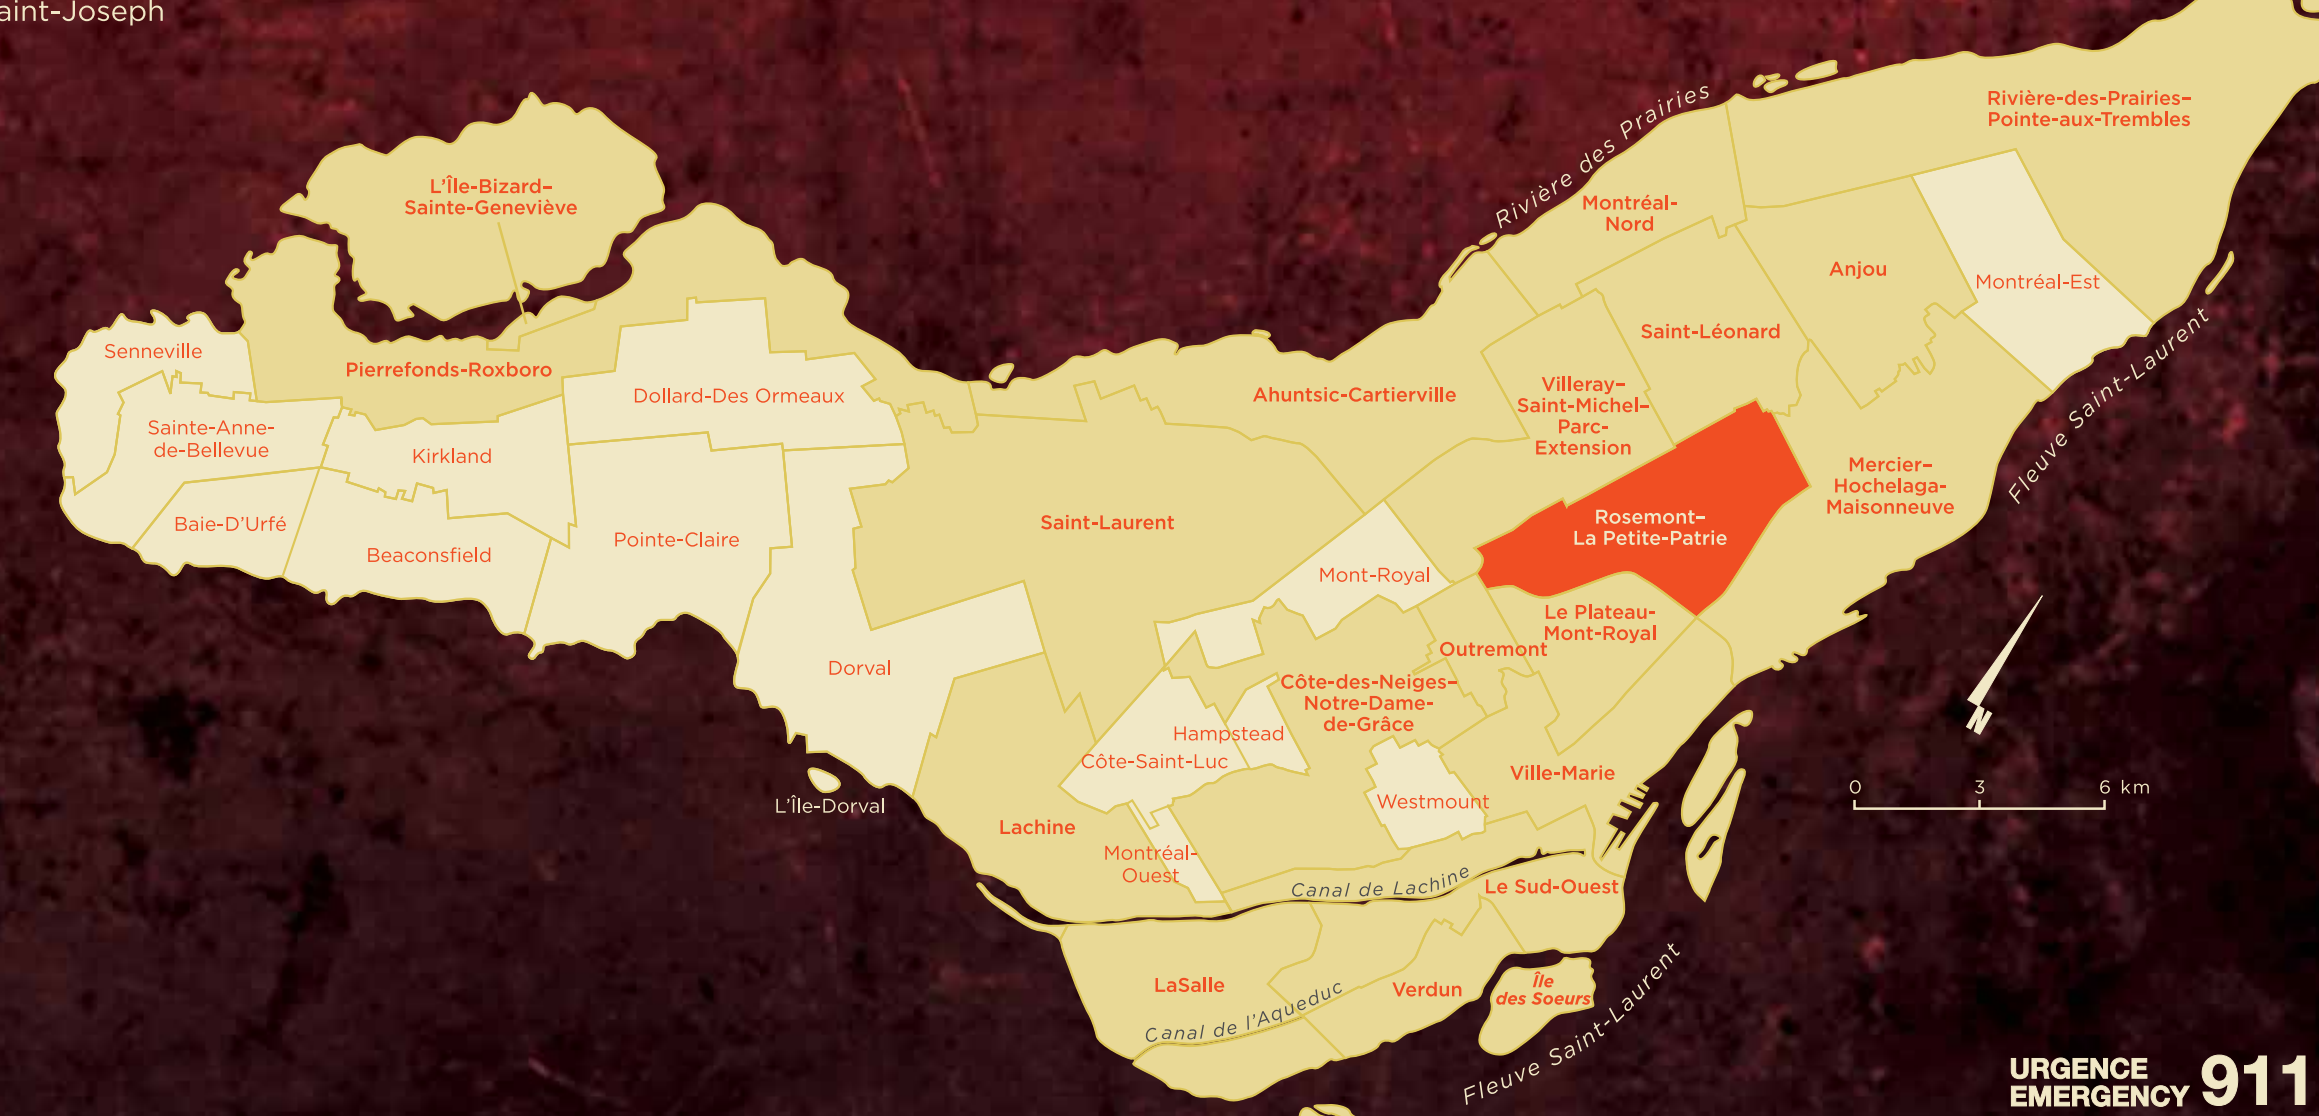 aint-Joseph
Rivière-des-Prairies–
Pointe-aux-Trembles
Rivière des Prairies
L'Île-Bizard–
Sainte-Geneviève
Montréal-
Nord
Anjou
Montréal-Est
Saint-Léonard
Senneville
Pierrefonds-Roxboro
Dollard-Des Ormeaux
Ahuntsic-Cartierville
Villeray–
Saint-Michel–
Parc-
Extension
Fleuve Saint-Laurent
Sainte-Anne-
de-Bellevue
Kirkland
Mercier–
Hochelaga-
Maisonneuve
Baie-D'Urfé
Beaconsfield
Pointe-Claire
Saint-Laurent
Rosemont–
La Petite-Patrie
Mont-Royal
Le Plateau-
Mont-Royal
Outremont
Dorval
Côte-des-Neiges–
Notre-Dame-
de-Grâce
Hampstead
Côte-Saint-Luc
Ville-Marie
Westmount
L'Île-Dorval
N
0 3 6 km
Lachine
Montréal-
Ouest
Canal de Lachine
Le Sud-Ouest
LaSalle
Verdun
Île
des Soeurs
Canal de l'Aqueduc
Fleuve Saint-Laurent
URGENCE
EMERGENCY 911